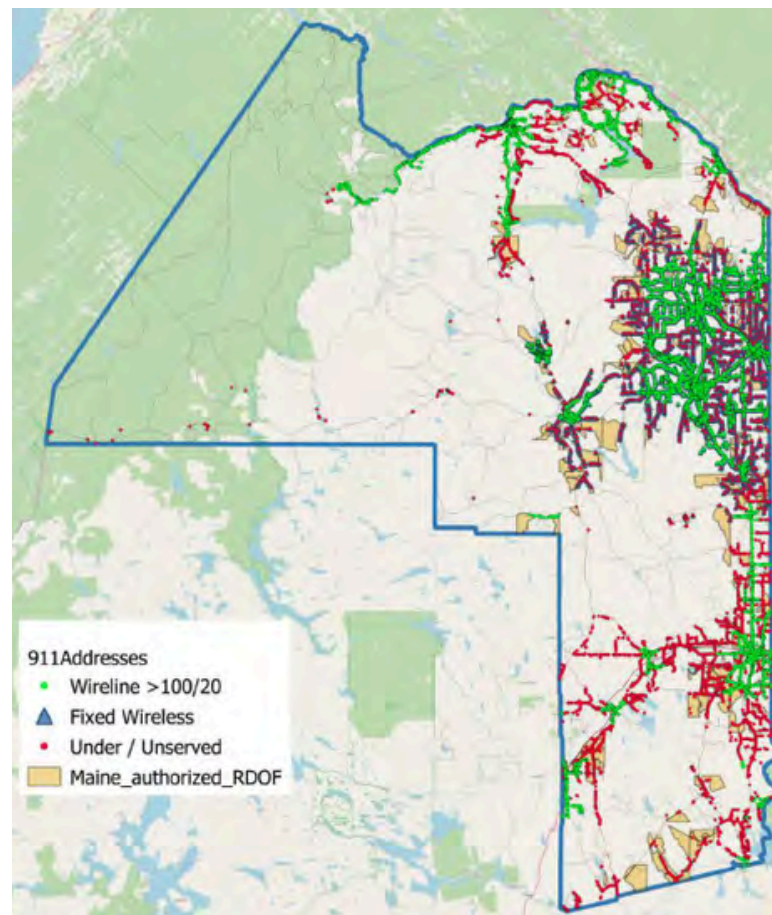 911Addresses
Wireline >100/20
Fixed Wireless
Under / Unserved
Maine_authorized_RDOF